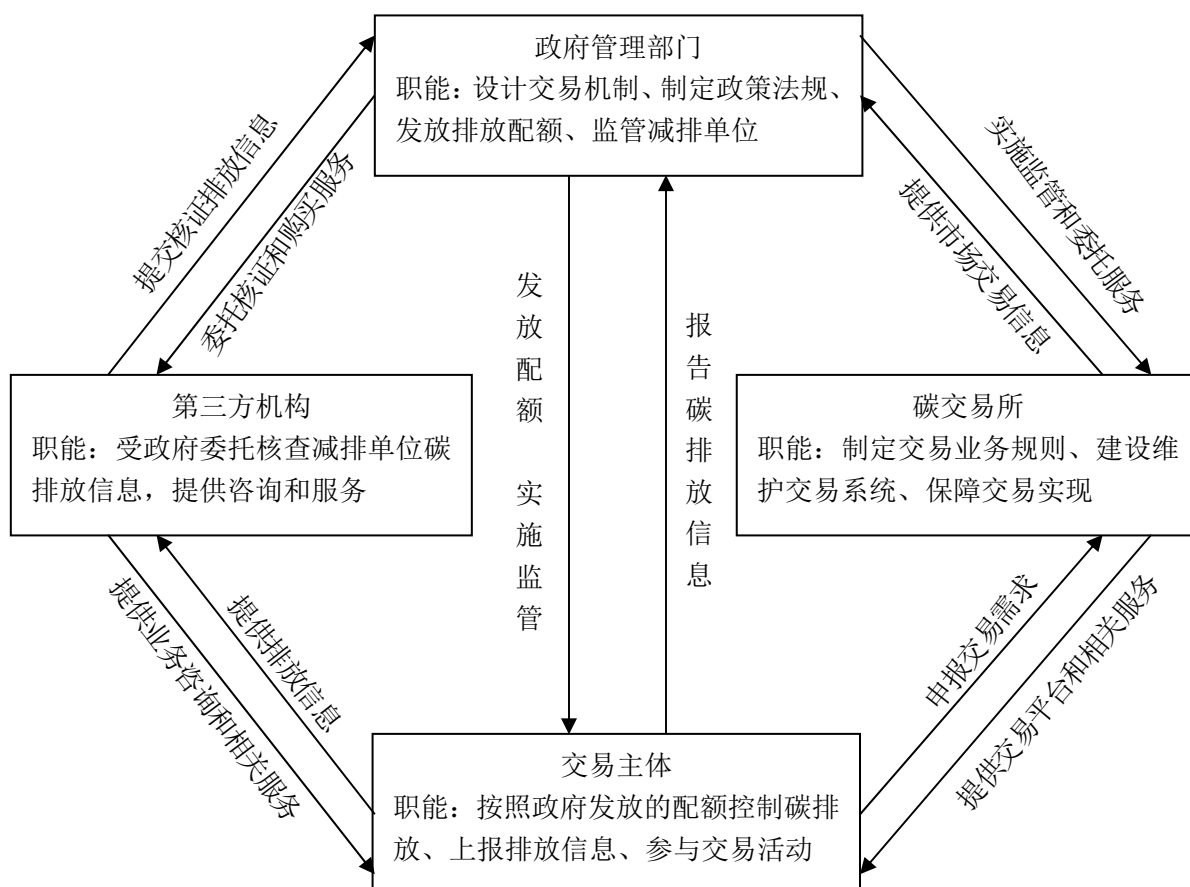 政府管理部门
职能：设计交易机制、制定政策法规、
发放排放配额、监管减排单位
提交核证排放信息
委托核证和购买服务
实施监管和委托服务
提供市场交易信息
发放配额 实施监管
报告碳排放信息
第三方机构
职能：受政府委托核查减排单位碳
排放信息，提供咨询和服务
碳交易所
职能：制定交易业务规则、建设维
护交易系统、保障交易实现
提供业务咨询和相关服务
提供排放信息
申报交易需求
提供交易平台和相关服务
交易主体
职能：按照政府发放的配额控制碳排
放、上报排放信息、参与交易活动